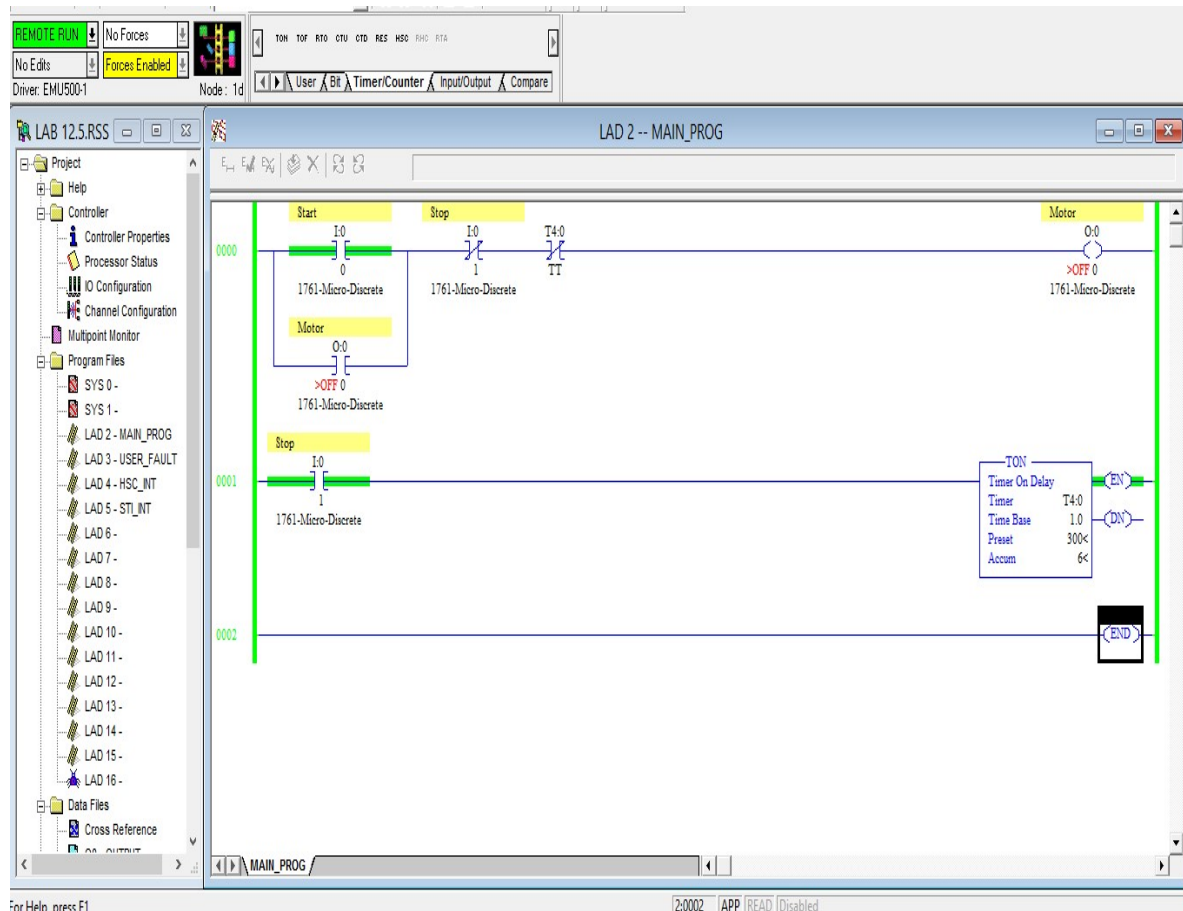 REMOTE RUN
No Forces
No Edits
Forces Enabled
Driver: EMU500-1
Node : 1d
TON TOF RTO CTU CTD RES HSC RHC RTA
User Bit Timer/Counter Input/Output Compare
LAB 12.5.RSS
Project
Help
Controller
Controller Properties
Processor Status
IO Configuration
Channel Configuration
Multipoint Monitor
Program Files
SYS 0 -
SYS 1 -
LAD 2 - MAIN_PROG
LAD 3 - USER_FAULT
LAD 4 - HSC_INT
LAD 5 - STI_INT
LAD 6 -
LAD 7 -
LAD 8 -
LAD 9 -
LAD 10 -
LAD 11 -
LAD 12 -
LAD 13 -
LAD 14 -
LAD 15 -
LAD 16 -
Data Files
Cross Reference
LAD 2 -- MAIN_PROG
Start Stop Motor
I:0 I:0 T4:0 O:0
0000
0 1 TT >OFF 0
1761-Micro-Discrete 1761-Micro-Discrete 1761-Micro-Discrete
Motor
O:0
>OFF 0
1761-Micro-Discrete
Stop
I:0
0001
1
1761-Micro-Discrete
TON
Timer On Delay
Timer T4:0
Time Base 1.0
Preset 300<
Accum 6<
EN
DN
0002
END
MAIN_PROG
For Help, press F1
2:0002 APP READ Disabled